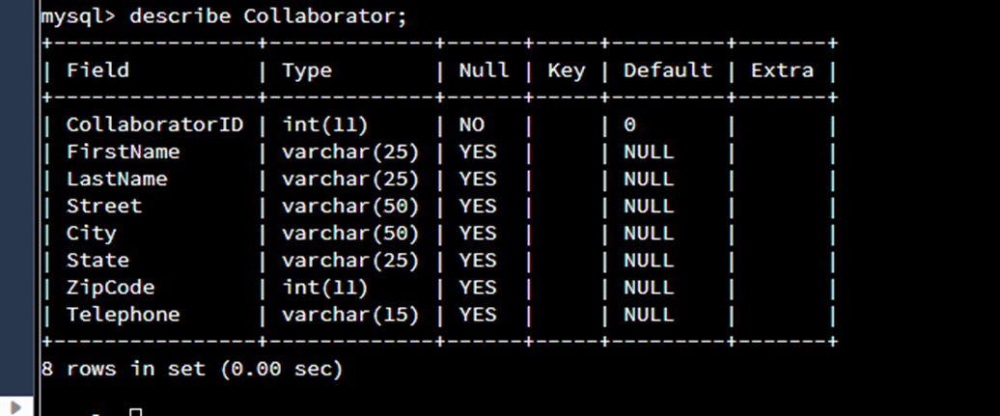 mysql> describe Collaborator;
+----------------+-------------+------+-----+---------+-------+
| Field          | Type        | Null | Key | Default | Extra |
+----------------+-------------+------+-----+---------+-------+
| CollaboratorID | int(11)     | NO   |     | 0       |       |
| FirstName      | varchar(25) | YES  |     | NULL    |       |
| LastName       | varchar(25) | YES  |     | NULL    |       |
| Street         | varchar(50) | YES  |     | NULL    |       |
| City           | varchar(50) | YES  |     | NULL    |       |
| State          | varchar(25) | YES  |     | NULL    |       |
| ZipCode        | int(11)     | YES  |     | NULL    |       |
| Telephone      | varchar(15) | YES  |     | NULL    |       |
+----------------+-------------+------+-----+---------+-------+
8 rows in set (0.00 sec)